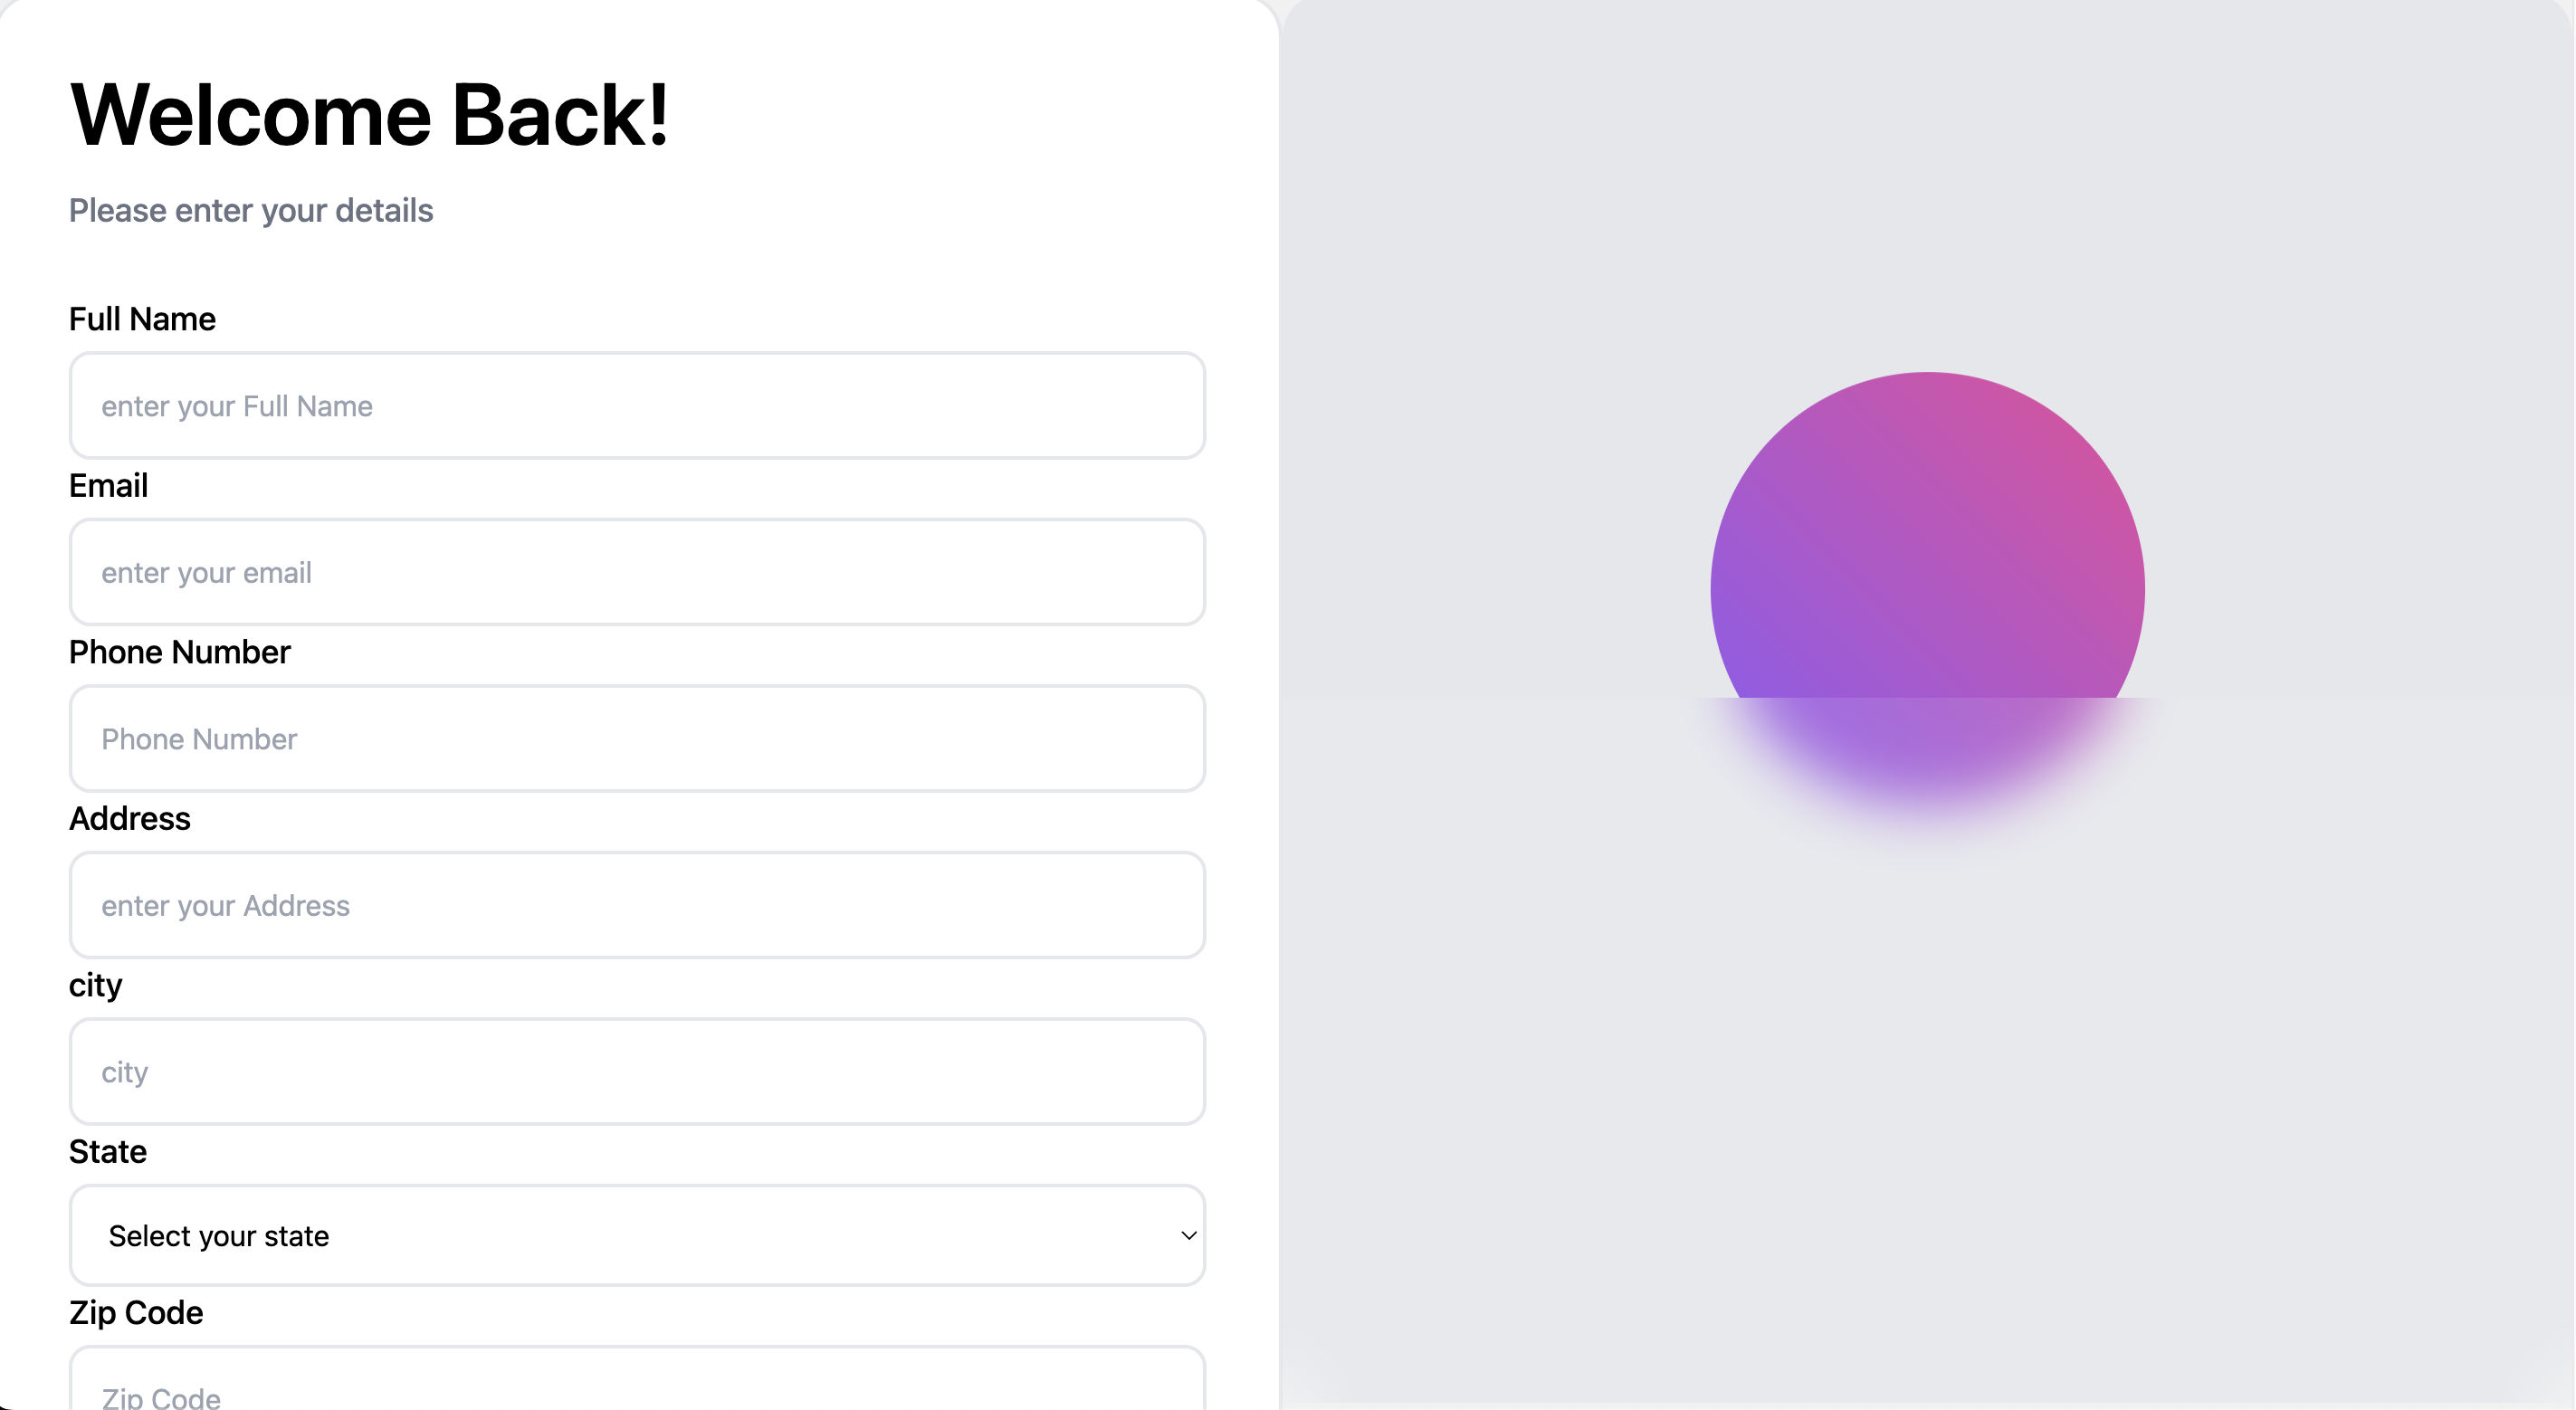 Welcome Back!
Please enter your details
Full Name
enter your Full Name
Email
enter your email
Phone Number
Phone Number
Address
enter your Address
city
city
State
Select your state
Zip Code
Zip Code